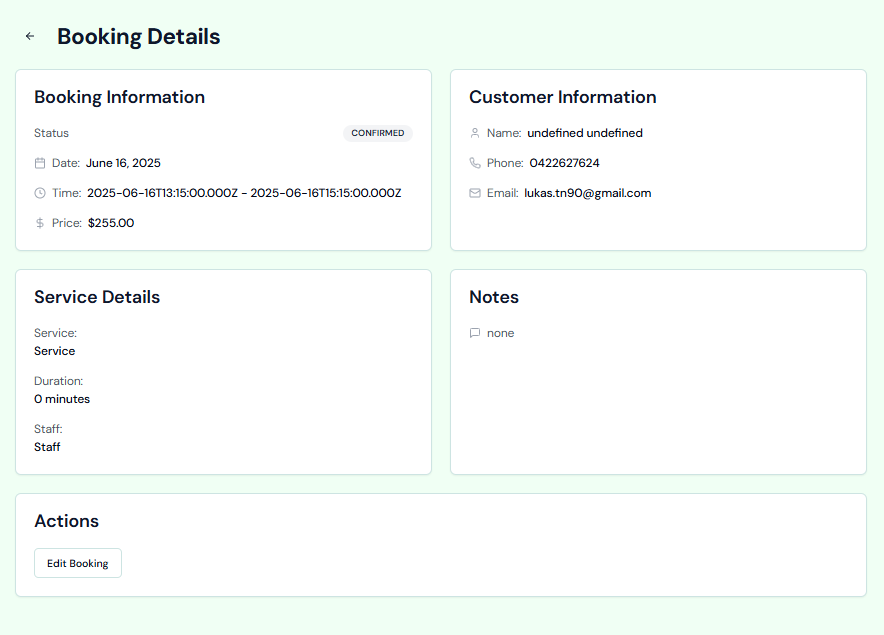 Booking Details
Booking Information
Status CONFIRMED
Date: June 16, 2025
Time: 2025-06-16T13:15:00.000Z - 2025-06-16T15:15:00.000Z
Price: $255.00
Customer Information
Name: undefined undefined
Phone: 0422627624
Email: lukas.tn90@gmail.com
Service Details
Service:
Service
Duration:
0 minutes
Staff:
Staff
Notes
none
Actions
Edit Booking